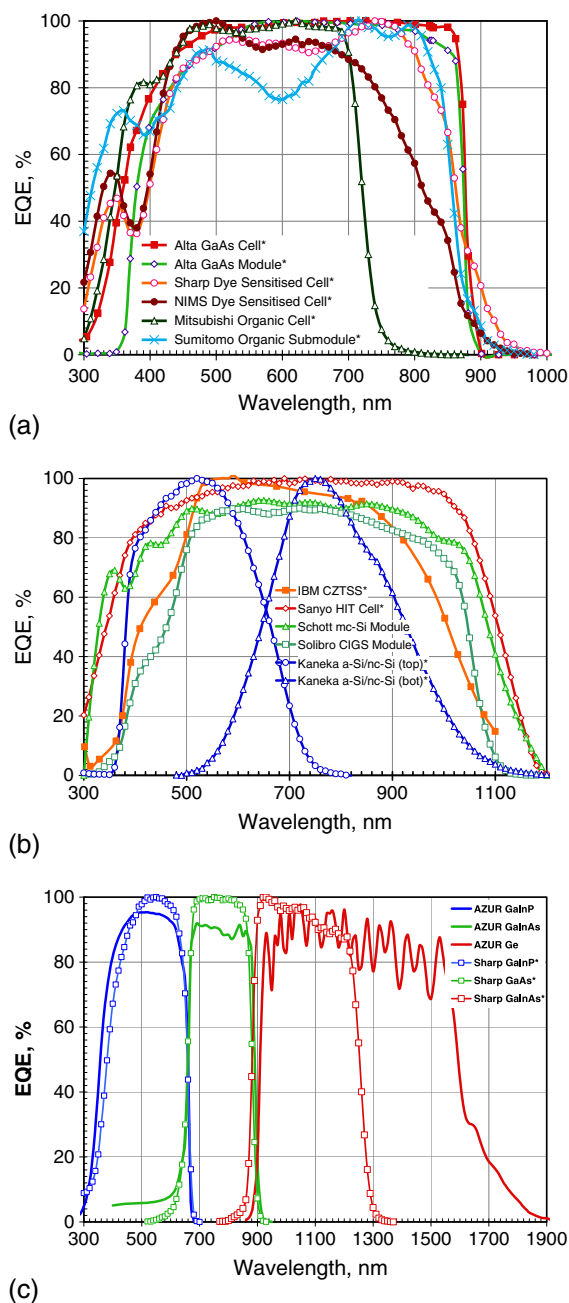 100
80
60
40
20
0
EQE, %
Alta GaAs Cell*
Alta GaAs Module*
Sharp Dye Sensitised Cell*
NIMS Dye Sensitised Cell*
Mitsubishi Organic Cell*
Sumitomo Organic Submodule*
300 400 500 600 700 800 900 1000
Wavelength, nm
(a)
100
90
80
70
60
50
40
30
20
10
0
EQE, %
IBM CZTSS*
Sanyo HIT Cell*
Schott mc-Si Module
Solibro CIGS Module
Kaneka a-Si/nc-Si (top)*
Kaneka a-Si/nc-Si (bot)*
300 500 700 900 1100
Wavelength, nm
(b)
100
80
60
40
20
0
EQE, %
AZUR GaInP
AZUR GaInAs
AZUR Ge
Sharp GaInP*
Sharp GaAs*
Sharp GaInAs*
300 500 700 900 1100 1300 1500 1700 1900
Wavelength, nm
(c)